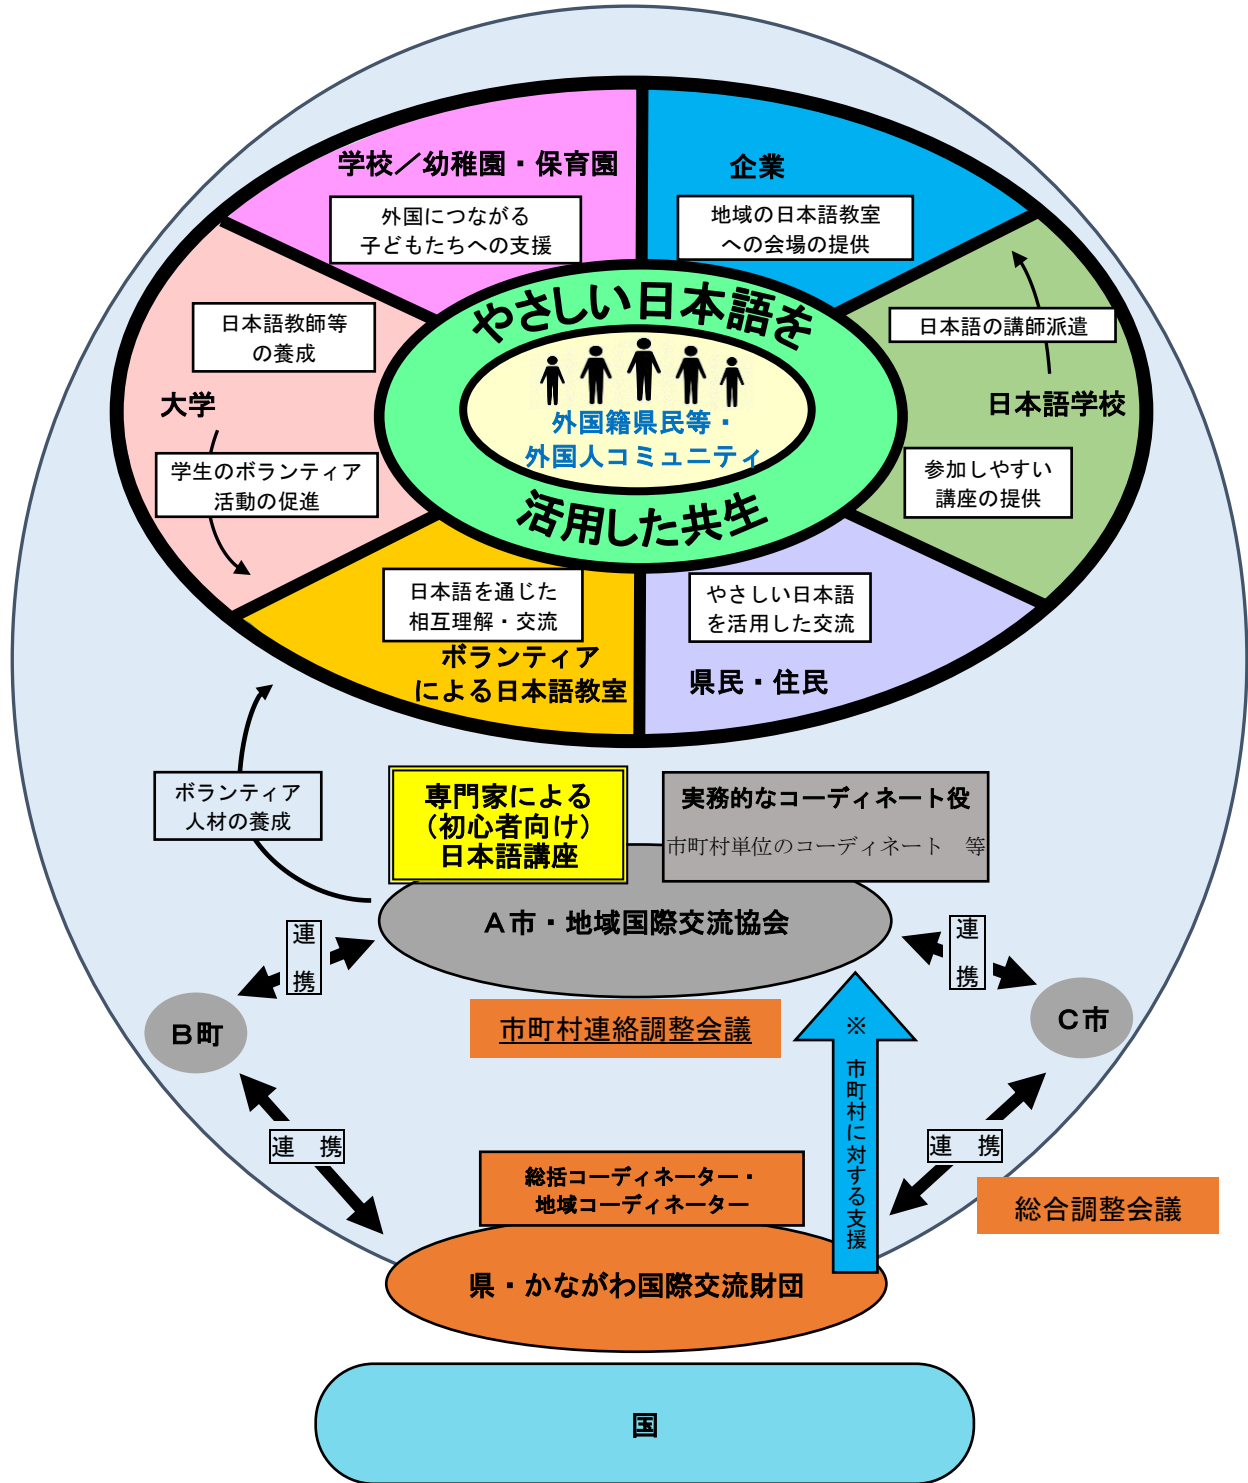 学校／幼稚園・保育園
外国につながる
子どもたちへの支援
企業
地域の日本語教室
への会場の提供
日本語教師等
の養成
大学
学生のボランティア
活動の促進
やさしい日本語を
外国籍県民等・
外国人コミュニティ
活用した共生
日本語の講師派遣
日本語学校
参加しやすい
講座の提供
日本語を通じた
相互理解・交流
ボランティア
による日本語教室
やさしい日本語
を活用した交流
県民・住民
ボランティア
人材の養成
専門家による
（初心者向け）
日本語講座
実務的なコーディネート役
市町村単位のコーディネート　等
Ａ市・地域国際交流協会
連携
連携
Ｂ町
Ｃ市
市町村連絡調整会議
※市町村に対する支援
連　携
連　携
総括コーディネーター・
地域コーディネーター
総合調整会議
県・かながわ国際交流財団
国